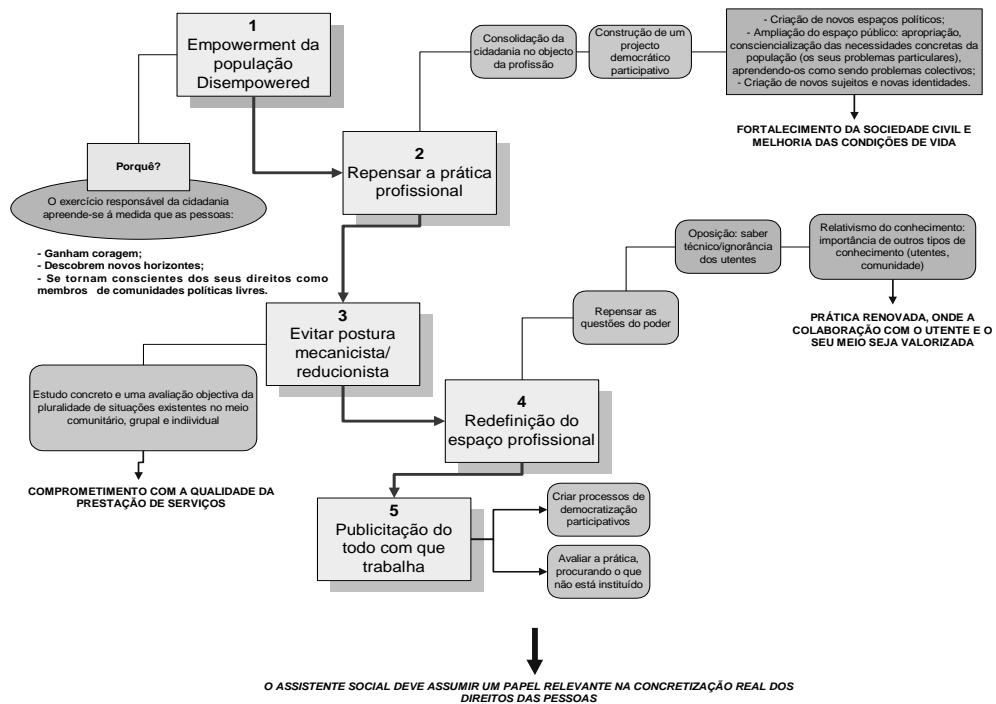 1
Empowerment da
população
Disempowered
Consolidação da
cidadania no objecto
da profissão
Construção de um
projecto
democrático
participativo
- Criação de novos espaços políticos;
- Ampliação do espaço público: apropriação,
consciencialização das necessidades concretas da
população (os seus problemas particulares),
aprendendo-os como sendo problemas colectivos;
- Criação de novos sujeitos e novas identidades.
FORTALECIMENTO DA SOCIEDADE CIVIL E
MELHORIA DAS CONDIÇÕES DE VIDA
Porquê?
O exercício responsável da cidadania
apreende-se á medida que as pessoas:
- Ganham coragem;
- Descobrem novos horizontes;
- Se tornam conscientes dos seus direitos como
membros de comunidades políticas livres.
2
Repensar a prática
profissional
Oposição: saber
técnico/ignorância
dos utentes
Relativismo do conhecimento:
importância de outros tipos de
conhecimento (utentes,
comunidade)
Repensar as
questões do poder
PRÁTICA RENOVADA, ONDE A
COLABORAÇÃO COM O UTENTE E O
SEU MEIO SEJA VALORIZADA
3
Evitar postura
mecanicista/
reducionista
Estudo concreto e uma avaliação objectiva da
pluralidade de situações existentes no meio
comunitário, grupal e indiividual
COMPROMETIMENTO COM A QUALIDADE DA
PRESTAÇÃO DE SERVIÇOS
4
Redefinição do
espaço profissional
5
Publicitação do
todo com que
trabalha
Criar processos de
democratização
participativos
Avaliar a prática,
procurando o que
não está instituído
O ASSISTENTE SOCIAL DEVE ASSUMIR UM PAPEL RELEVANTE NA CONCRETIZAÇÃO REAL DOS
DIREITOS DAS PESSOAS